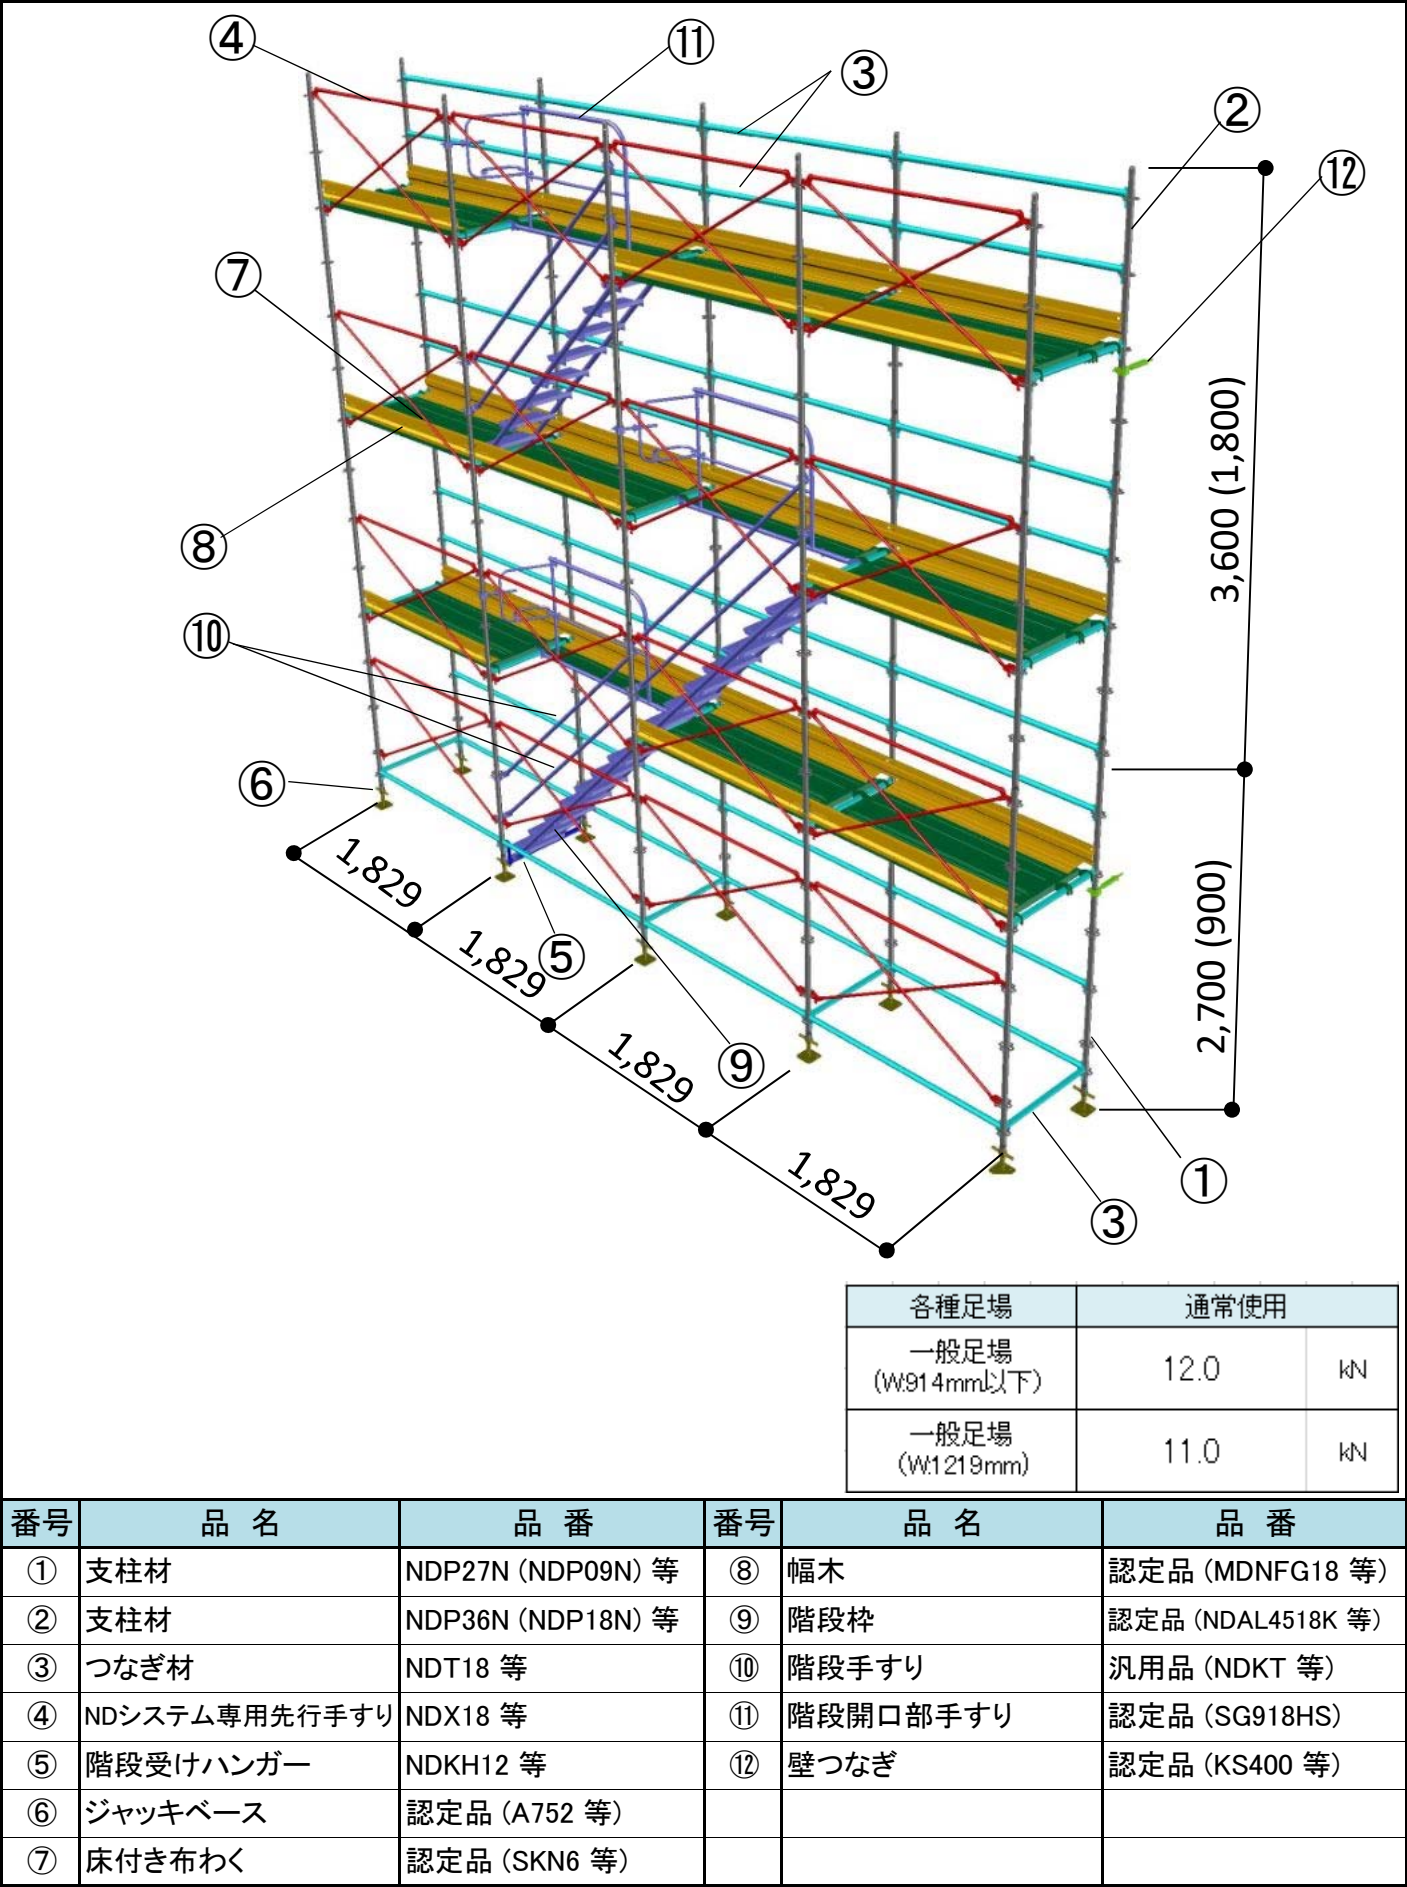 ④
⑪
③
②
⑫
⑦
3,600 (1,800)
⑧
⑩
⑥
1,829
2,700 (900)
1,829
⑤
1,829
⑨
1,829
①
③
各種足場 通常使用
一般足場
(W914mm以下) 12.0 kN
一般足場
(W1219mm) 11.0 kN
番号 品 名 品 番 番号 品 名 品 番
① 支柱材 NDP27N (NDP09N) 等 ⑧ 幅木 認定品 (MDNFG18 等)
② 支柱材 NDP36N (NDP18N) 等 ⑨ 階段枠 認定品 (NDAL4518K 等)
③ つなぎ材 NDT18 等 ⑩ 階段手すり 汎用品 (NDKT 等)
④ NDシステム専用先行手すり NDX18 等 ⑪ 階段開口部手すり 認定品 (SG918HS)
⑤ 階段受けハンガー NDKH12 等 ⑫ 壁つなぎ 認定品 (KS400 等)
⑥ ジャッキベース 認定品 (A752 等)
⑦ 床付き布わく 認定品 (SKN6 等)